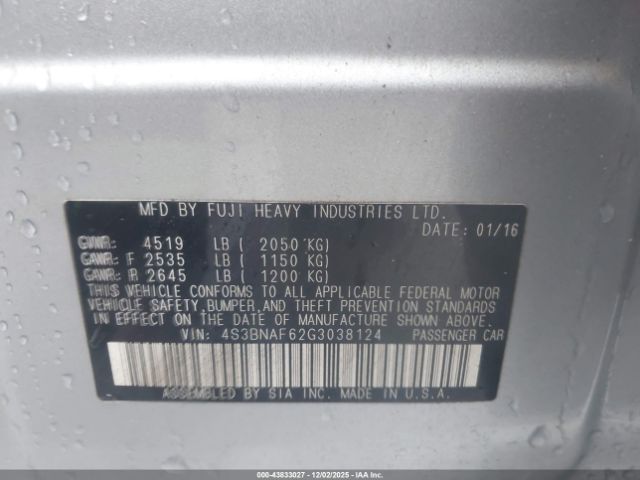 MFD BY FUJI HEAVY INDUSTRIES LTD.
DATE: 01/16
GVWR: 4519 LB ( 2050 KG)
GAWR: F 2535 LB ( 1150 KG)
GAWR: R 2645 LB ( 1200 KG)
THIS VEHICLE CONFORMS TO ALL APPLICABLE FEDERAL MOTOR
VEHICLE SAFETY, BUMPER, AND THEFT PREVENTION STANDARDS
IN EFFECT ON THE DATE OF MANUFACTURE SHOWN ABOVE.
VIN: 4S3BNAF62G3038124 PASSENGER CAR
ASSEMBLED BY SIA INC. MADE IN U.S.A.
000-43833027 - 12/02/2025 - IAAI